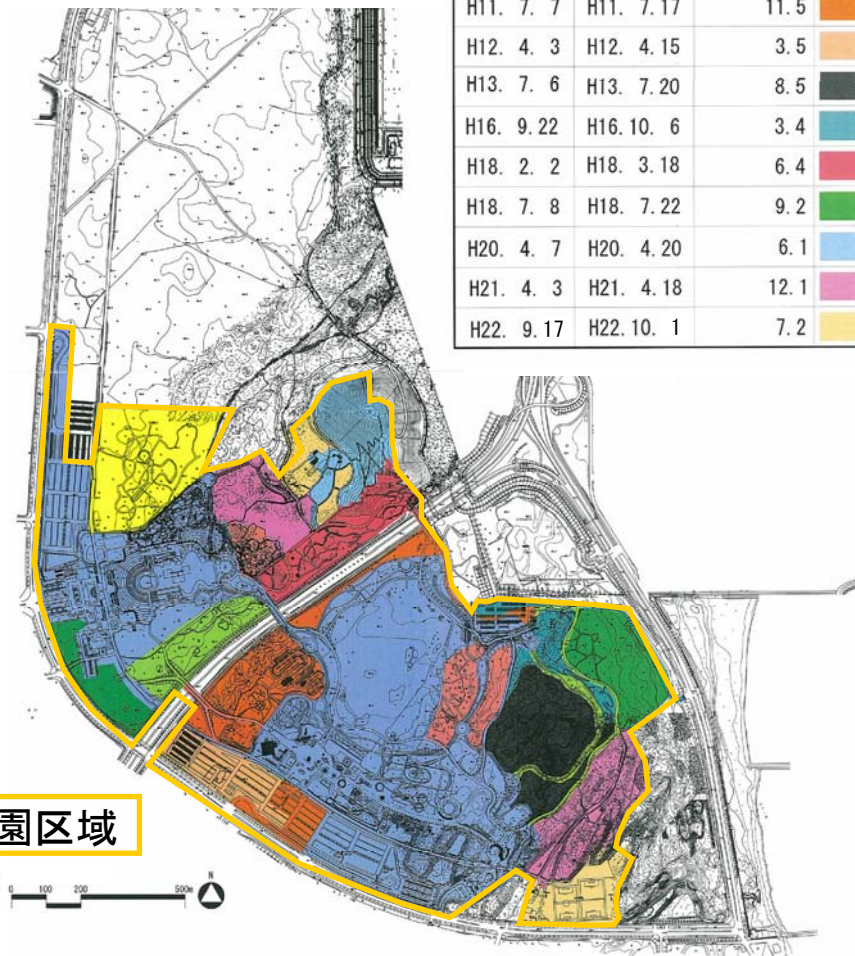 H11. 7. 7 H11. 7.17 11.5
H12. 4. 3 H12. 4.15 3.5
H13. 7. 6 H13. 7.20 8.5
H16. 9.22 H16.10. 6 3.4
H18. 2. 2 H18. 3.18 6.4
H18. 7. 8 H18. 7.22 9.2
H20. 4. 7 H20. 4.20 6.1
H21. 4. 3 H21. 4.18 12.1
H22. 9.17 H22.10. 1 7.2
園区域
0 100 200 500m
N